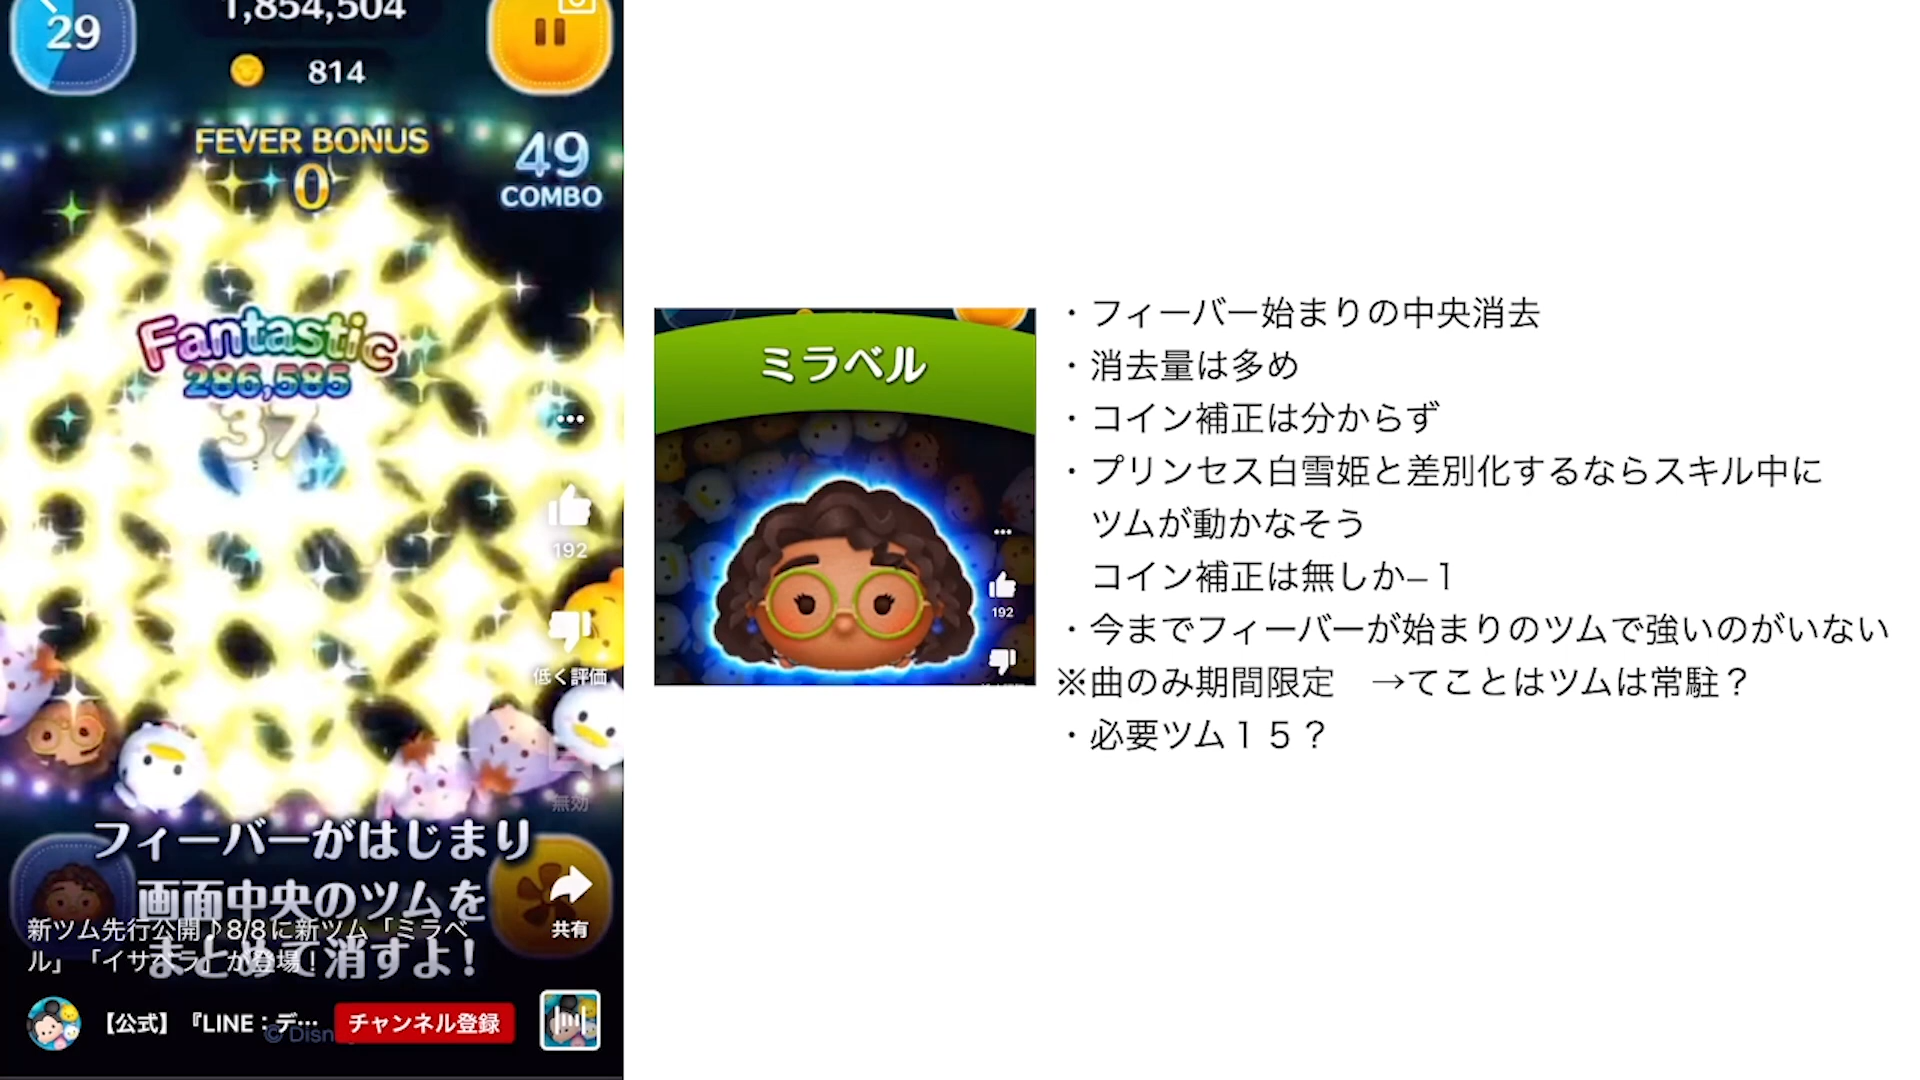 29
1,854,504
814
FEVER BONUS
0
49
COMBO
Fantastic
286,585
37
192
低く評価
無効
フィーバーがはじまり
画面中央のツムを
まとめて消すよ!
新ツム先行公開♪8/8に新ツム「ミラベ
ル」「イサベラ」が登場!
共有
【公式】『LINE:デ…
チャンネル登録
© Disn
ミラベル
192
・フィーバー始まりの中央消去
・消去量は多め
・コイン補正は分からず
・プリンセス白雪姫と差別化するならスキル中に
ツムが動かなそう
コイン補正は無しか–1
・今までフィーバーが始まりのツムで強いのがいない
※曲のみ期間限定 →てことはツムは常駐?
・必要ツム15?